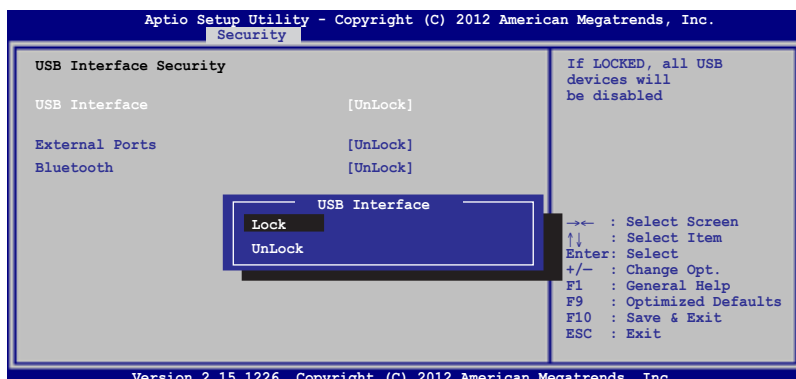 Aptio Setup Utility - Copyright (C) 2012 American Megatrends, Inc.
Security
USB Interface Security
USB Interface [UnLock]
External Ports [UnLock]
Bluetooth [UnLock]
If LOCKED, all USB
devices will
be disabled
USB Interface
Lock
UnLock
→← : Select Screen
↑↓ : Select Item
Enter: Select
+/— : Change Opt.
F1 : General Help
F9 : Optimized Defaults
F10 : Save & Exit
ESC : Exit
Version 2.15.1226. Copyright (C) 2012 American Megatrends, Inc.